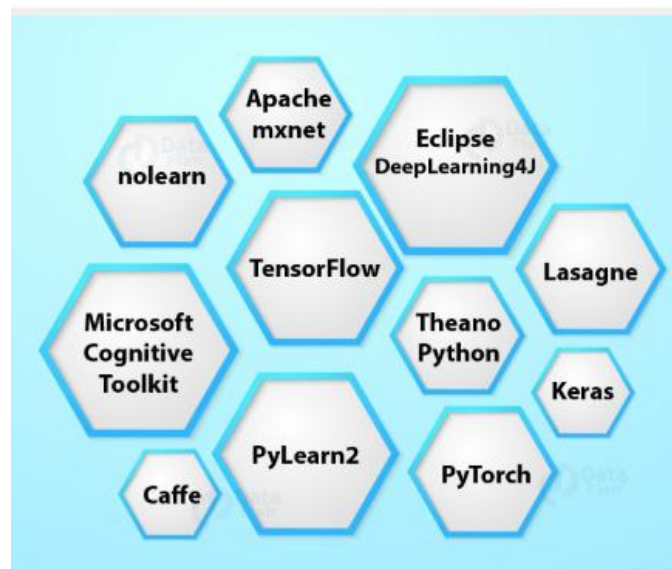 Apache
mxnet
Eclipse
DeepLearning4J
nolearn
TensorFlow
Lasagne
Microsoft
Cognitive
Toolkit
Theano
Python
Keras
PyLearn2
PyTorch
Caffe